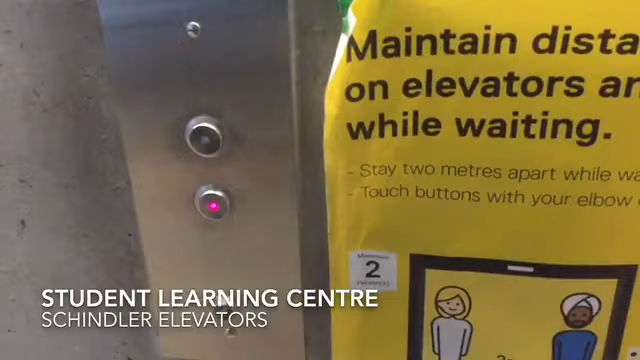 Maintain dista
on elevators an
while waiting.
- Stay two metres apart while wa
- Touch buttons with your elbow
Maximum
2
STUDENT LEARNING CENTRE
SCHINDLER ELEVATORS